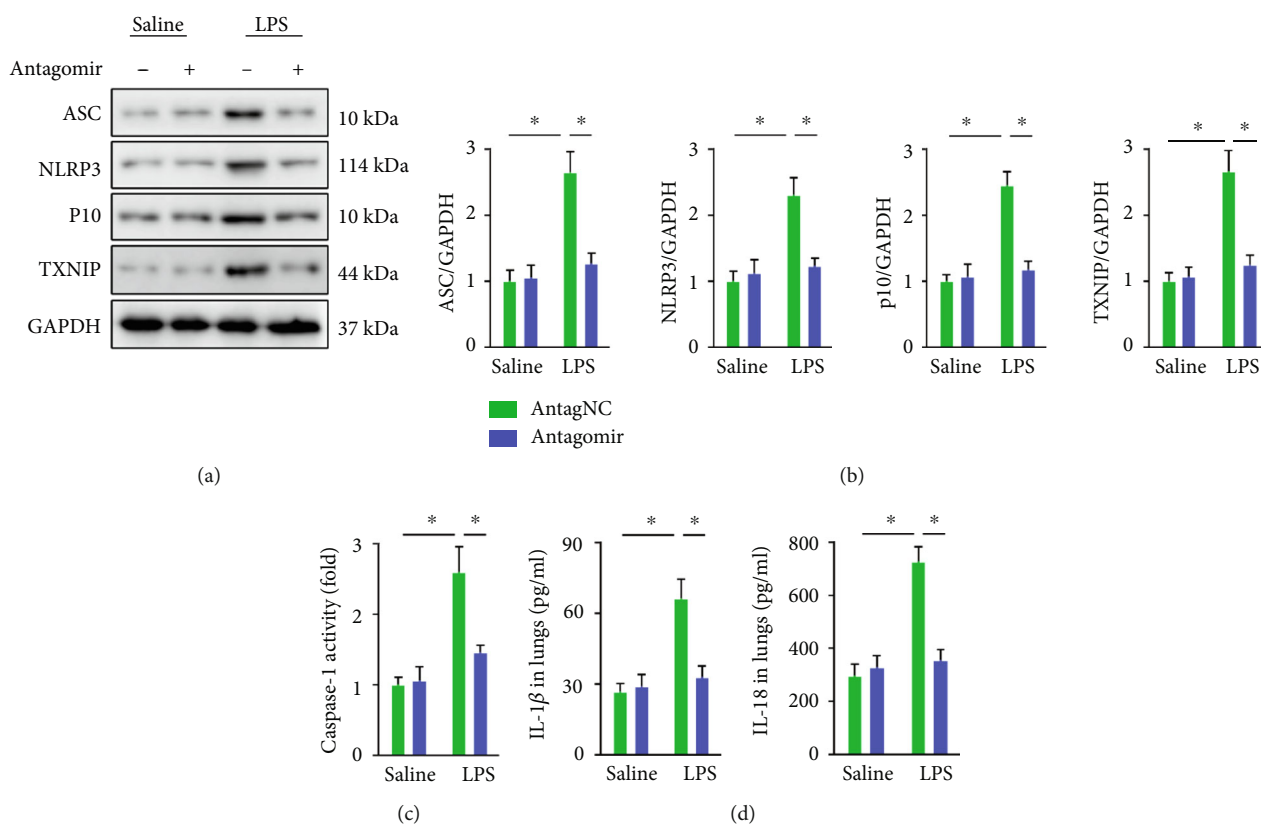 Saline LPS
Antagomir – + – +
ASC 10 kDa
NLRP3 114 kDa
P10 10 kDa
TXNIP 44 kDa
GAPDH 37 kDa
(a)
* *
ASC/GAPDH
3
2
1
0
Saline LPS
* *
NLRP3/GAPDH
3
2
1
0
Saline LPS
* *
p10/GAPDH
3
2
1
0
Saline LPS
* *
TXNIP/GAPDH
3
2
1
0
Saline LPS
AntagNC
Antagomir
(b)
* *
Caspase-1 activity (fold)
3
2
1
0
Saline LPS
(c)
* *
IL-1β in lungs (pg/ml)
90
60
30
0
Saline LPS
* *
IL-18 in lungs (pg/ml)
800
600
400
200
0
Saline LPS
(d)